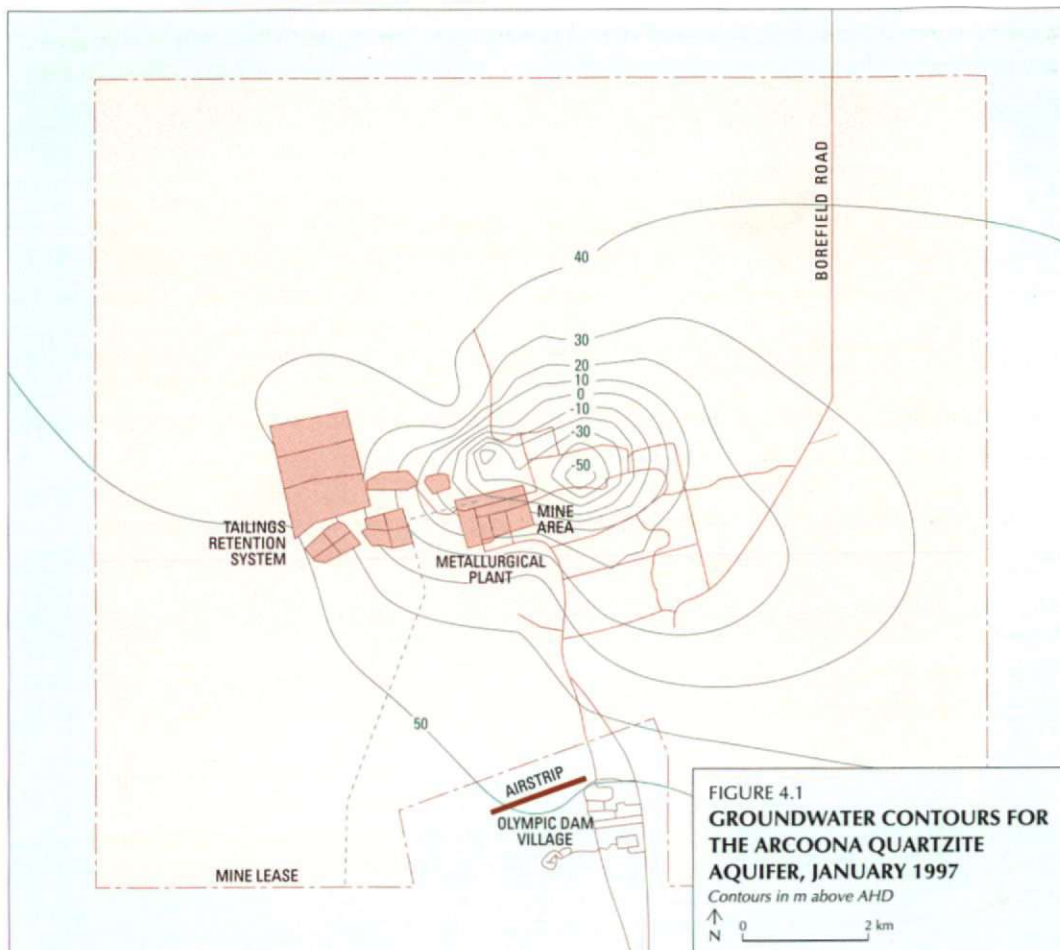 BOREFIELD ROAD
40
30
20
10
0
-10
-30
-50
TAILINGS
RETENTION
SYSTEM
MINE
AREA
METALLURGICAL
PLANT
50
AIRSTRIP
OLYMPIC DAM
VILLAGE
MINE LEASE
FIGURE 4.1
GROUNDWATER CONTOURS FOR
THE ARCOONA QUARTZITE
AQUIFER, JANUARY 1997
Contours in m above AHD
N
0 2 km